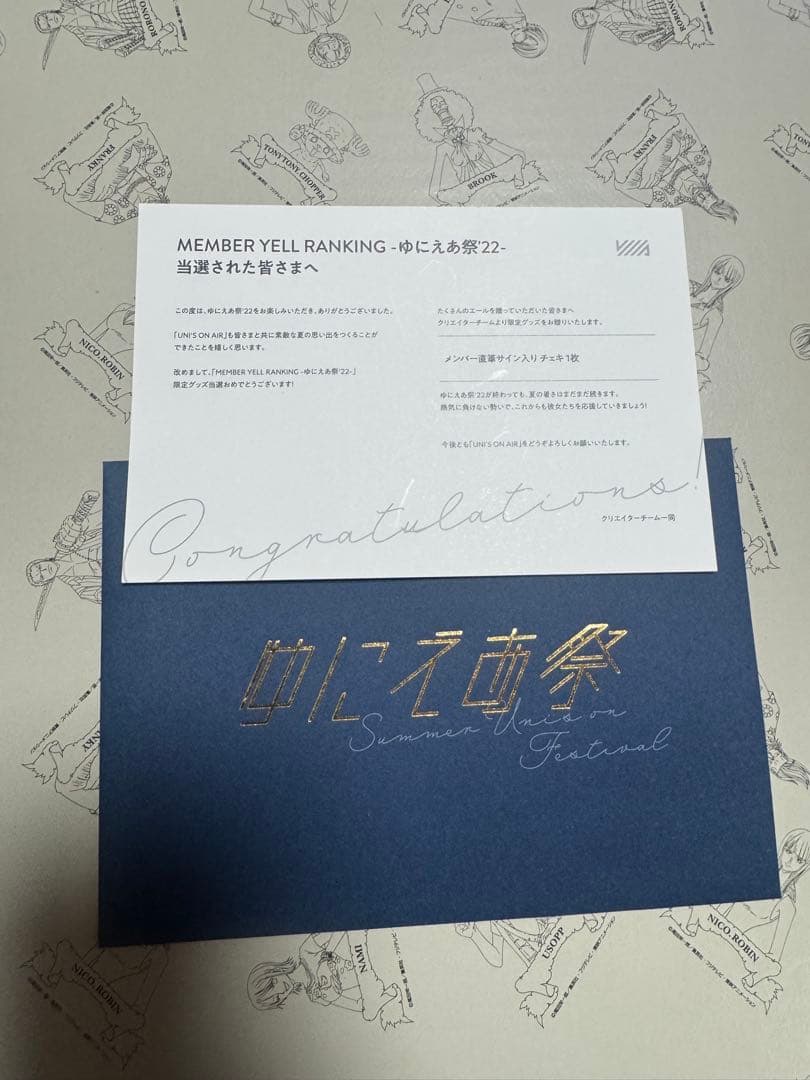 RORONO
RORONO
FRANKY
TONY TONY.CHOPPER
BROOK
FRANKY
MEMBER YELL RANKING -ゆにえあ祭'22-
当選された皆さまへ
この度は、ゆにえあ祭'22をお楽しみいただき、ありがとうございました。
「UNI'S ON AIR」も皆さまと共に素敵な夏の思い出をつくることが
できたことを嬉しく思います。
改めまして、「MEMBER YELL RANKING -ゆにえあ祭'22-」
限定グッズ当選おめでとうございます!
たくさんのエールを贈っていただいた皆さまへ
クリエイターチームより限定グッズをお贈りいたします。
メンバー直筆サイン入り チェキ 1枚
ゆにえあ祭'22が終わっても、夏の暑さはまだまだ続きます。
熱気に負けない勢いで、これからも彼女たちを応援していきましょう!
今後とも「UNI'S ON AIR」をどうぞよろしくお願いいたします。
クリエイターチーム一同
Congratulations!
NICO.ROBIN
ゆにえあ祭
Summer Unis on
Festival
NICO.ROBIN
NAMI
USOPP
NICO.ROBIN